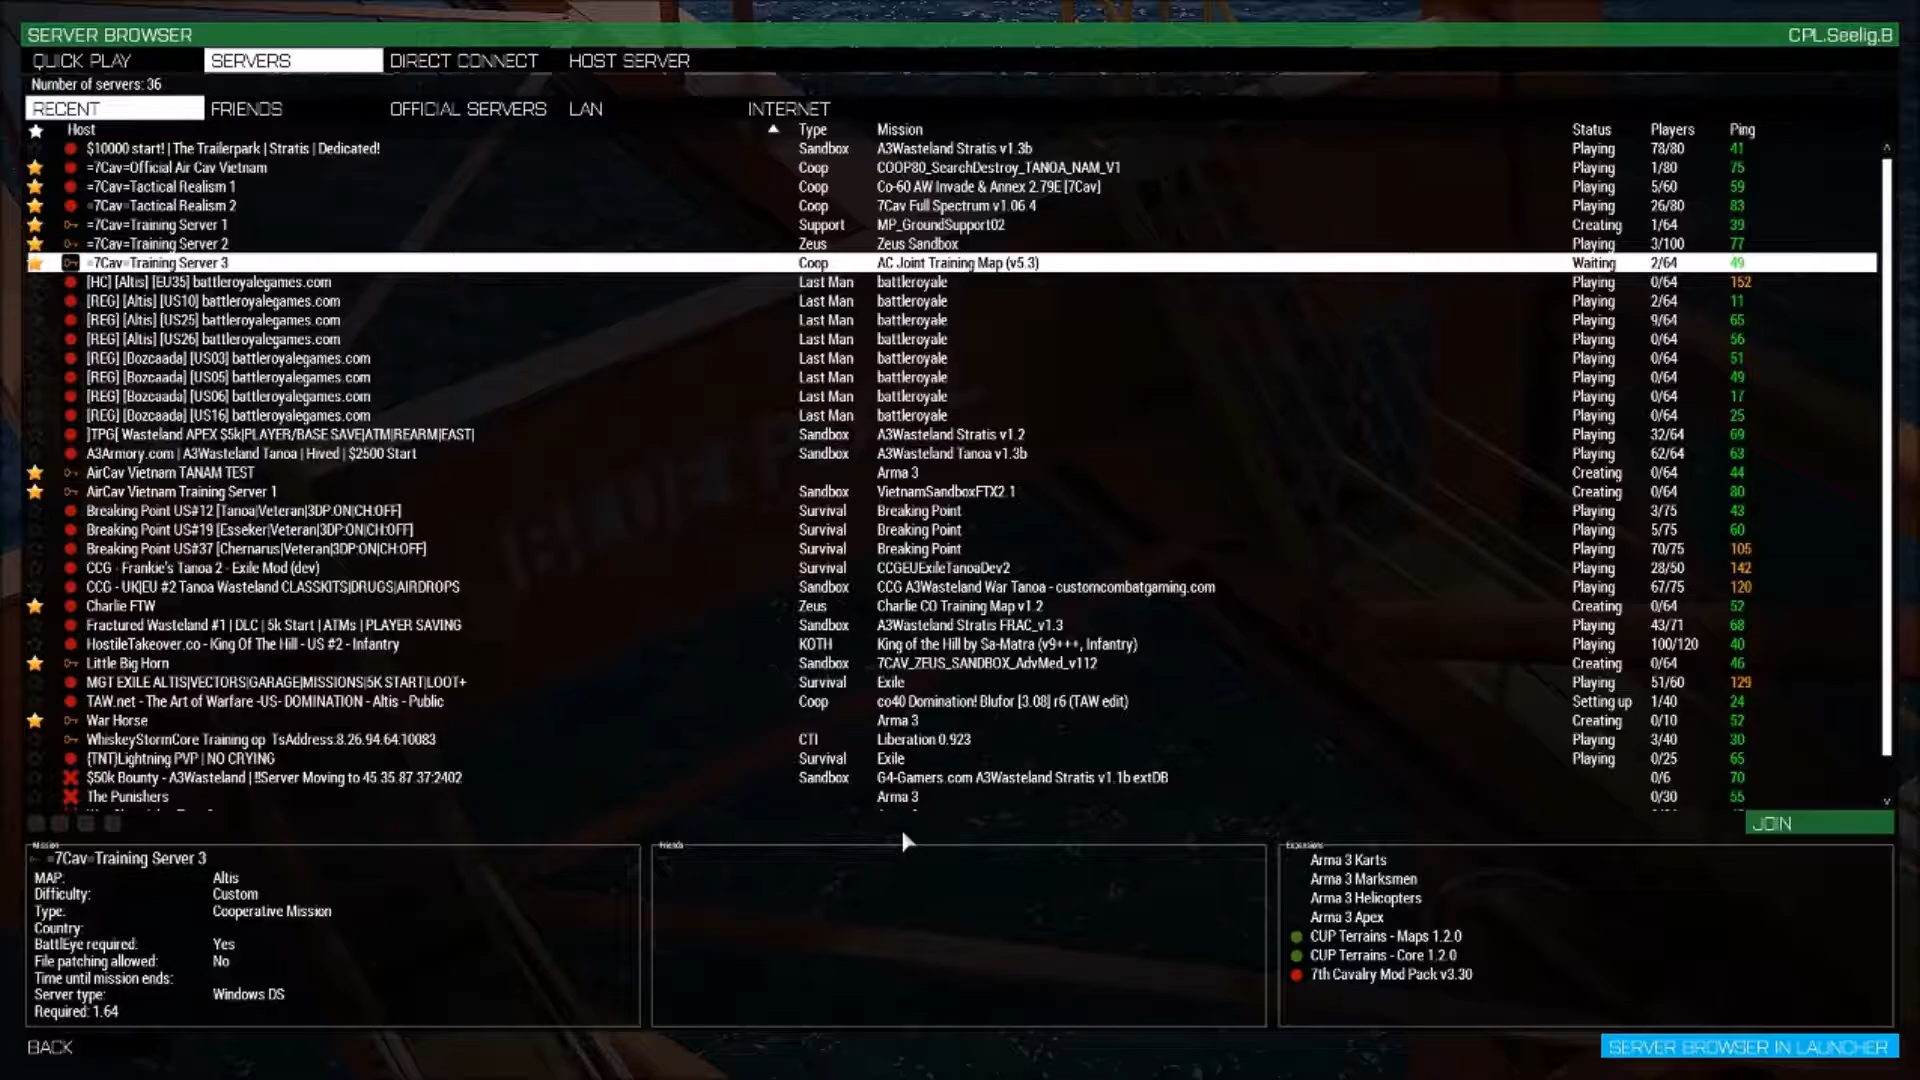 SERVER BROWSER CPL.Seelig.B
QUICK PLAY SERVERS DIRECT CONNECT HOST SERVER
Number of servers: 36
RECENT FRIENDS OFFICIAL SERVERS LAN INTERNET
Host Type Mission Status Players Ping
$10000 start! | The Trailerpark | Stratis | Dedicated! Sandbox A3Wasteland Stratis v1.3b Playing 78/80 41
=7Cav=Official Air Cav Vietnam Coop COOP80_SearchDestroy_TANOA_NAM_V1 Playing 1/80 75
=7Cav=Tactical Realism 1 Coop Co-60 AW Invade & Annex 2.79E [7Cav] Playing 5/60 59
=7Cav=Tactical Realism 2 Coop 7Cav Full Spectrum v1.06.4 Playing 26/80 83
=7Cav=Training Server 1 Support MP_GroundSupport02 Creating 1/64 39
=7Cav=Training Server 2 Zeus Zeus Sandbox Playing 3/100 77
=7Cav=Training Server 3 Coop AC Joint Training Map (v5.3) Waiting 2/64 49
[HC] [Altis] [EU35] battleroyalegames.com Last Man battleroyale Playing 0/64 152
[REG] [Altis] [US10] battleroyalegames.com Last Man battleroyale Playing 2/64 11
[REG] [Altis] [US25] battleroyalegames.com Last Man battleroyale Playing 9/64 65
[REG] [Altis] [US26] battleroyalegames.com Last Man battleroyale Playing 0/64 56
[REG] [Bozcaada] [US03] battleroyalegames.com Last Man battleroyale Playing 0/64 51
[REG] [Bozcaada] [US05] battleroyalegames.com Last Man battleroyale Playing 0/64 49
[REG] [Bozcaada] [US06] battleroyalegames.com Last Man battleroyale Playing 0/64 17
[REG] [Bozcaada] [US16] battleroyalegames.com Last Man battleroyale Playing 0/64 25
]TPG[ Wasteland APEX $5k|PLAYER/BASE SAVE|ATM|REARM|EAST| Sandbox A3Wasteland Stratis v1.2 Playing 32/64 69
A3Armory.com | A3Wasteland Tanoa | Hived | $2500 Start Sandbox A3Wasteland Tanoa v1.3b Playing 62/64 63
AirCav Vietnam TANAM TEST Arma 3 Creating 0/64 44
AirCav Vietnam Training Server 1 Sandbox VietnamSandboxFTX2.1 Creating 0/64 80
Breaking Point US#12 [Tanoa|Veteran|3DP:ON|CH:OFF] Survival Breaking Point Playing 3/75 43
Breaking Point US#19 [Esseker|Veteran|3DP:ON|CH:OFF] Survival Breaking Point Playing 5/75 60
Breaking Point US#37 [Chernarus|Veteran|3DP:ON|CH:OFF] Survival Breaking Point Playing 70/75 105
CCG - Frankie's Tanoa 2 - Exile Mod (dev) Survival CCGEUExileTanoaDev2 Playing 28/50 142
CCG - UK|EU #2 Tanoa Wasteland CLASSKITS|DRUGS|AIRDROPS Sandbox CCG A3Wasteland War Tanoa - customcombatgaming.com Playing 67/75 120
Charlie FTW Zeus Charlie CO Training Map v1.2 Creating 0/64 52
Fractured Wasteland #1 | DLC | 5k Start | ATMs | PLAYER SAVING Sandbox A3Wasteland Stratis FRAC_v1.3 Playing 43/71 68
HostileTakeover.co - King Of The Hill - US #2 - Infantry KOTH King of the Hill by Sa-Matra (v9+++, Infantry) Playing 100/120 40
Little Big Horn Sandbox 7CAV_ZEUS_SANDBOX_AdvMed_v112 Creating 0/64 46
MGT EXILE ALTIS|VECTORS|GARAGE|MISSIONS|5K START|LOOT+ Survival Exile Playing 51/60 129
TAW.net - The Art of Warfare -US- DOMINATION - Altis - Public Coop co40 Domination! Blufor [3.08] r6 (TAW edit) Setting up 1/40 24
War Horse Arma 3 Creating 0/10 52
WhiskeyStormCore Training op TsAddress:8.26.94.64:10083 CTI Liberation 0.923 Playing 3/40 30
{TNT}Lightning PVP | NO CRYING Survival Exile Playing 0/25 65
$50k Bounty - A3Wasteland | !!Server Moving to 45.35.87.37:2402 Sandbox G4-Gamers.com A3Wasteland Stratis v1.1b extDB 0/6 70
The Punishers Arma 3 0/30 55
JOIN
Mission Friends Expansions
=7Cav=Training Server 3 Arma 3 Karts
MAP: Altis Arma 3 Marksmen
Difficulty: Custom Arma 3 Helicopters
Type: Cooperative Mission Arma 3 Apex
Country: CUP Terrains - Maps 1.2.0
BattlEye required: Yes CUP Terrains - Core 1.2.0
File patching allowed: No 7th Cavalry Mod Pack v3.30
Time until mission ends:
Server type: Windows DS
Required: 1.64
BACK SERVER BROWSER IN LAUNCHER